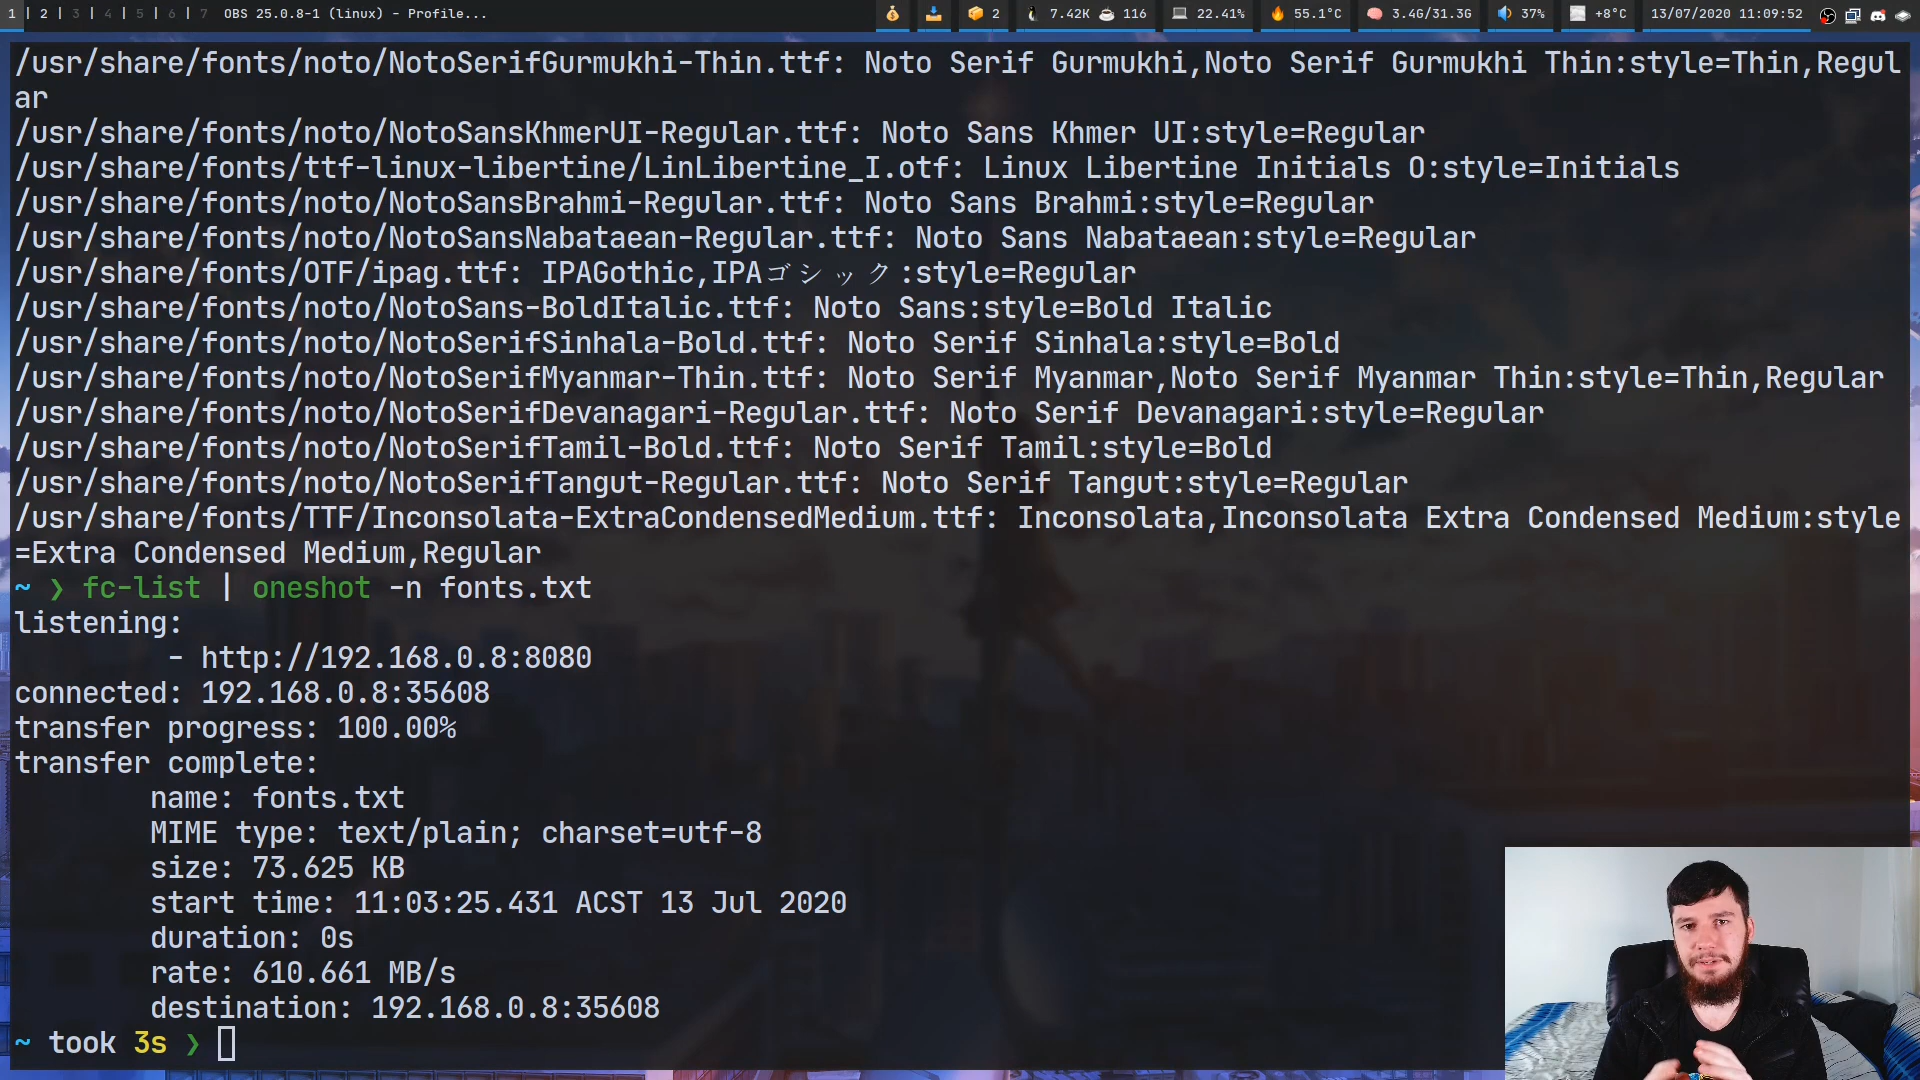 1 | 2 | 3 | 4 | 5 | 6 | 7 OBS 25.0.8-1 (linux) - Profile... 2 7.42K 116 22.41% 55.1°C 3.4G/31.3G 37% +8°C 13/07/2020 11:09:52
/usr/share/fonts/noto/NotoSerifGurmukhi-Thin.ttf: Noto Serif Gurmukhi,Noto Serif Gurmukhi Thin:style=Thin,Regul
ar
/usr/share/fonts/noto/NotoSansKhmerUI-Regular.ttf: Noto Sans Khmer UI:style=Regular
/usr/share/fonts/ttf-linux-libertine/LinLibertine_I.otf: Linux Libertine Initials O:style=Initials
/usr/share/fonts/noto/NotoSansBrahmi-Regular.ttf: Noto Sans Brahmi:style=Regular
/usr/share/fonts/noto/NotoSansNabataean-Regular.ttf: Noto Sans Nabataean:style=Regular
/usr/share/fonts/OTF/ipag.ttf: IPAGothic,IPAゴシック:style=Regular
/usr/share/fonts/noto/NotoSans-BoldItalic.ttf: Noto Sans:style=Bold Italic
/usr/share/fonts/noto/NotoSerifSinhala-Bold.ttf: Noto Serif Sinhala:style=Bold
/usr/share/fonts/noto/NotoSerifMyanmar-Thin.ttf: Noto Serif Myanmar,Noto Serif Myanmar Thin:style=Thin,Regular
/usr/share/fonts/noto/NotoSerifDevanagari-Regular.ttf: Noto Serif Devanagari:style=Regular
/usr/share/fonts/noto/NotoSerifTamil-Bold.ttf: Noto Serif Tamil:style=Bold
/usr/share/fonts/noto/NotoSerifTangut-Regular.ttf: Noto Serif Tangut:style=Regular
/usr/share/fonts/TTF/Inconsolata-ExtraCondensedMedium.ttf: Inconsolata,Inconsolata Extra Condensed Medium:style
=Extra Condensed Medium,Regular
~ ❯ fc-list | oneshot -n fonts.txt
listening:
- http://192.168.0.8:8080
connected: 192.168.0.8:35608
transfer progress: 100.00%
transfer complete:
name: fonts.txt
MIME type: text/plain; charset=utf-8
size: 73.625 KB
start time: 11:03:25.431 ACST 13 Jul 2020
duration: 0s
rate: 610.661 MB/s
destination: 192.168.0.8:35608
~ took 3s ❯